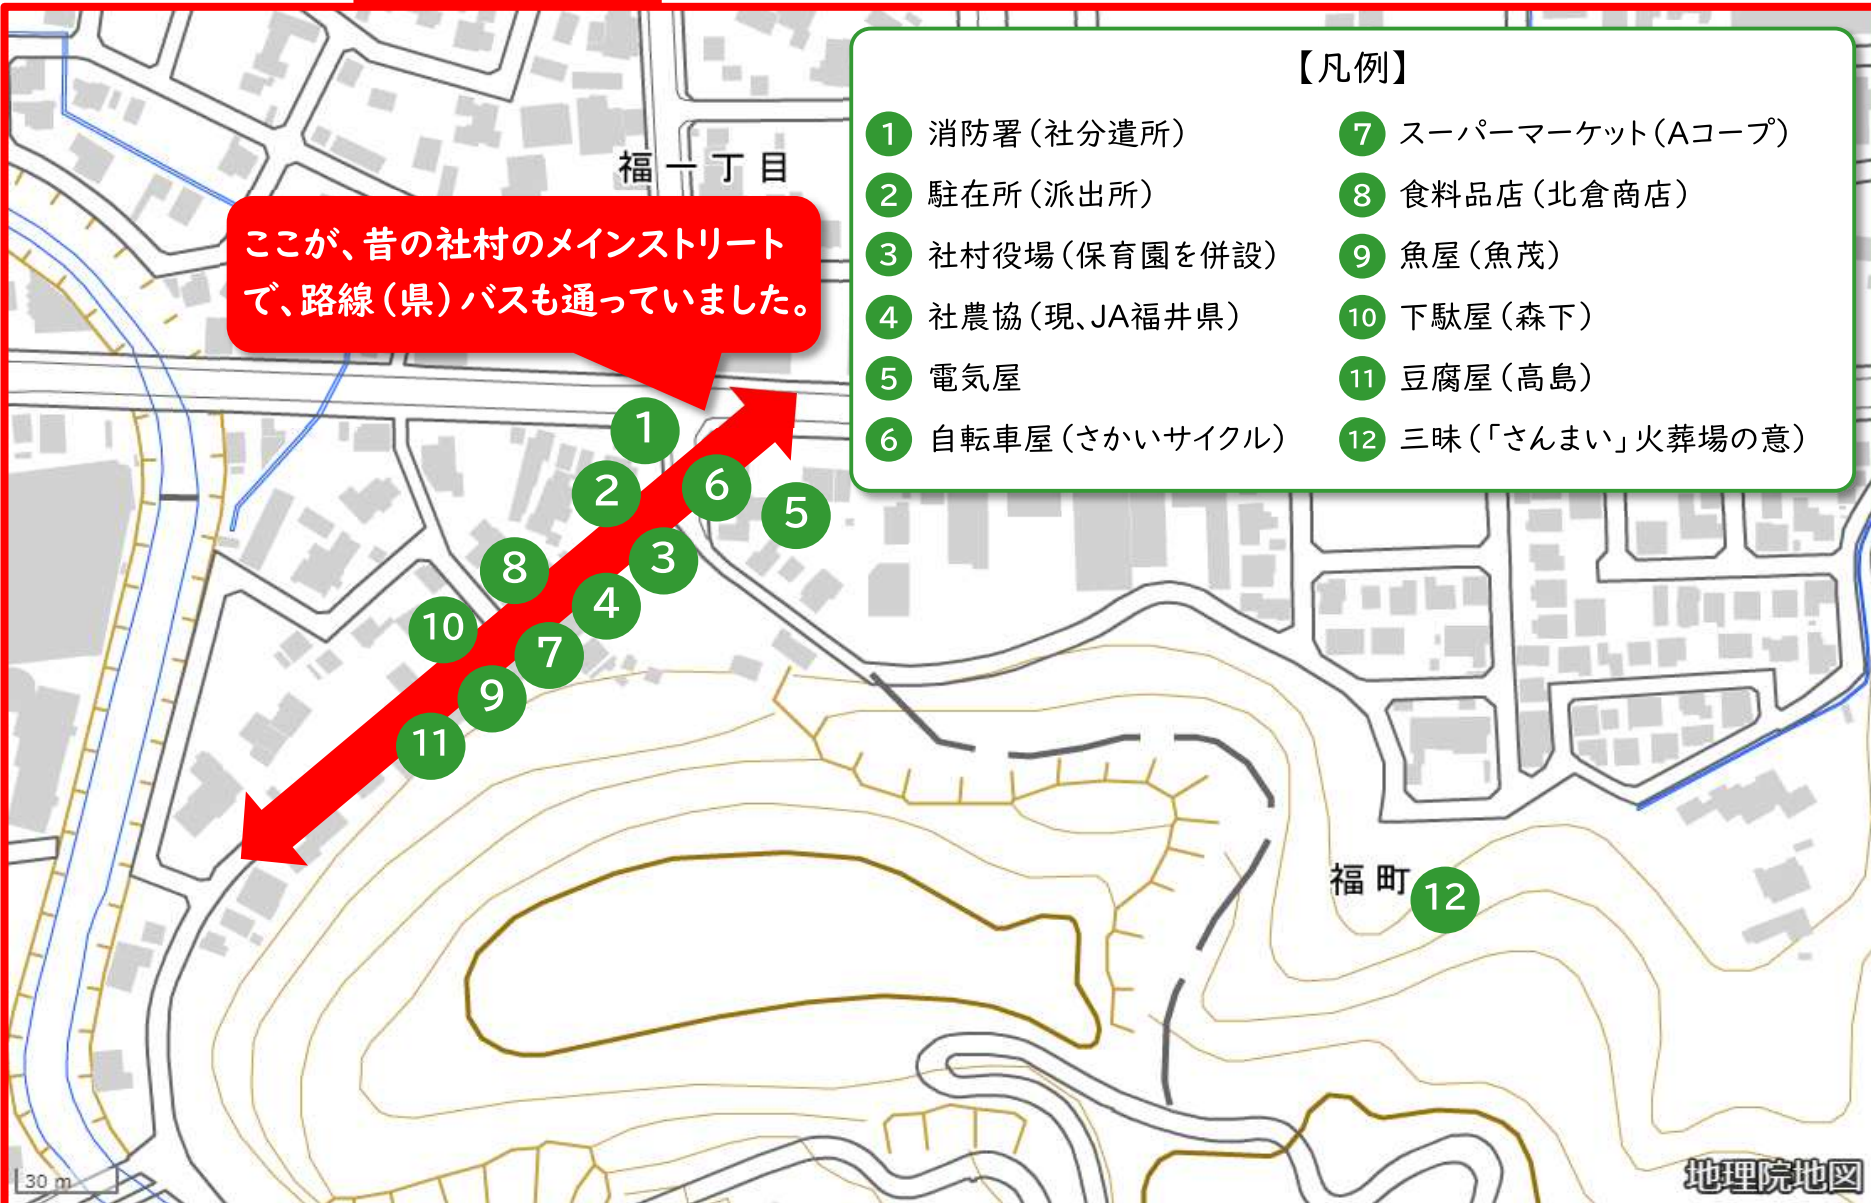 福一丁目
ここが、昔の社村のメインストリート
で、路線（県）バスも通っていました。
【凡例】
1 消防署（社分遣所）
2 駐在所（派出所）
3 社村役場（保育園を併設）
4 社農協（現、JA福井県）
5 電気屋
6 自転車屋（さかいサイクル）
7 スーパーマーケット（Aコープ）
8 食料品店（北倉商店）
9 魚屋（魚茂）
10 下駄屋（森下）
11 豆腐屋（高島）
12 三昧（「さんまい」火葬場の意）
1
2
6
5
3
8
4
10
7
9
11
福町
12
30 m
地理院地図